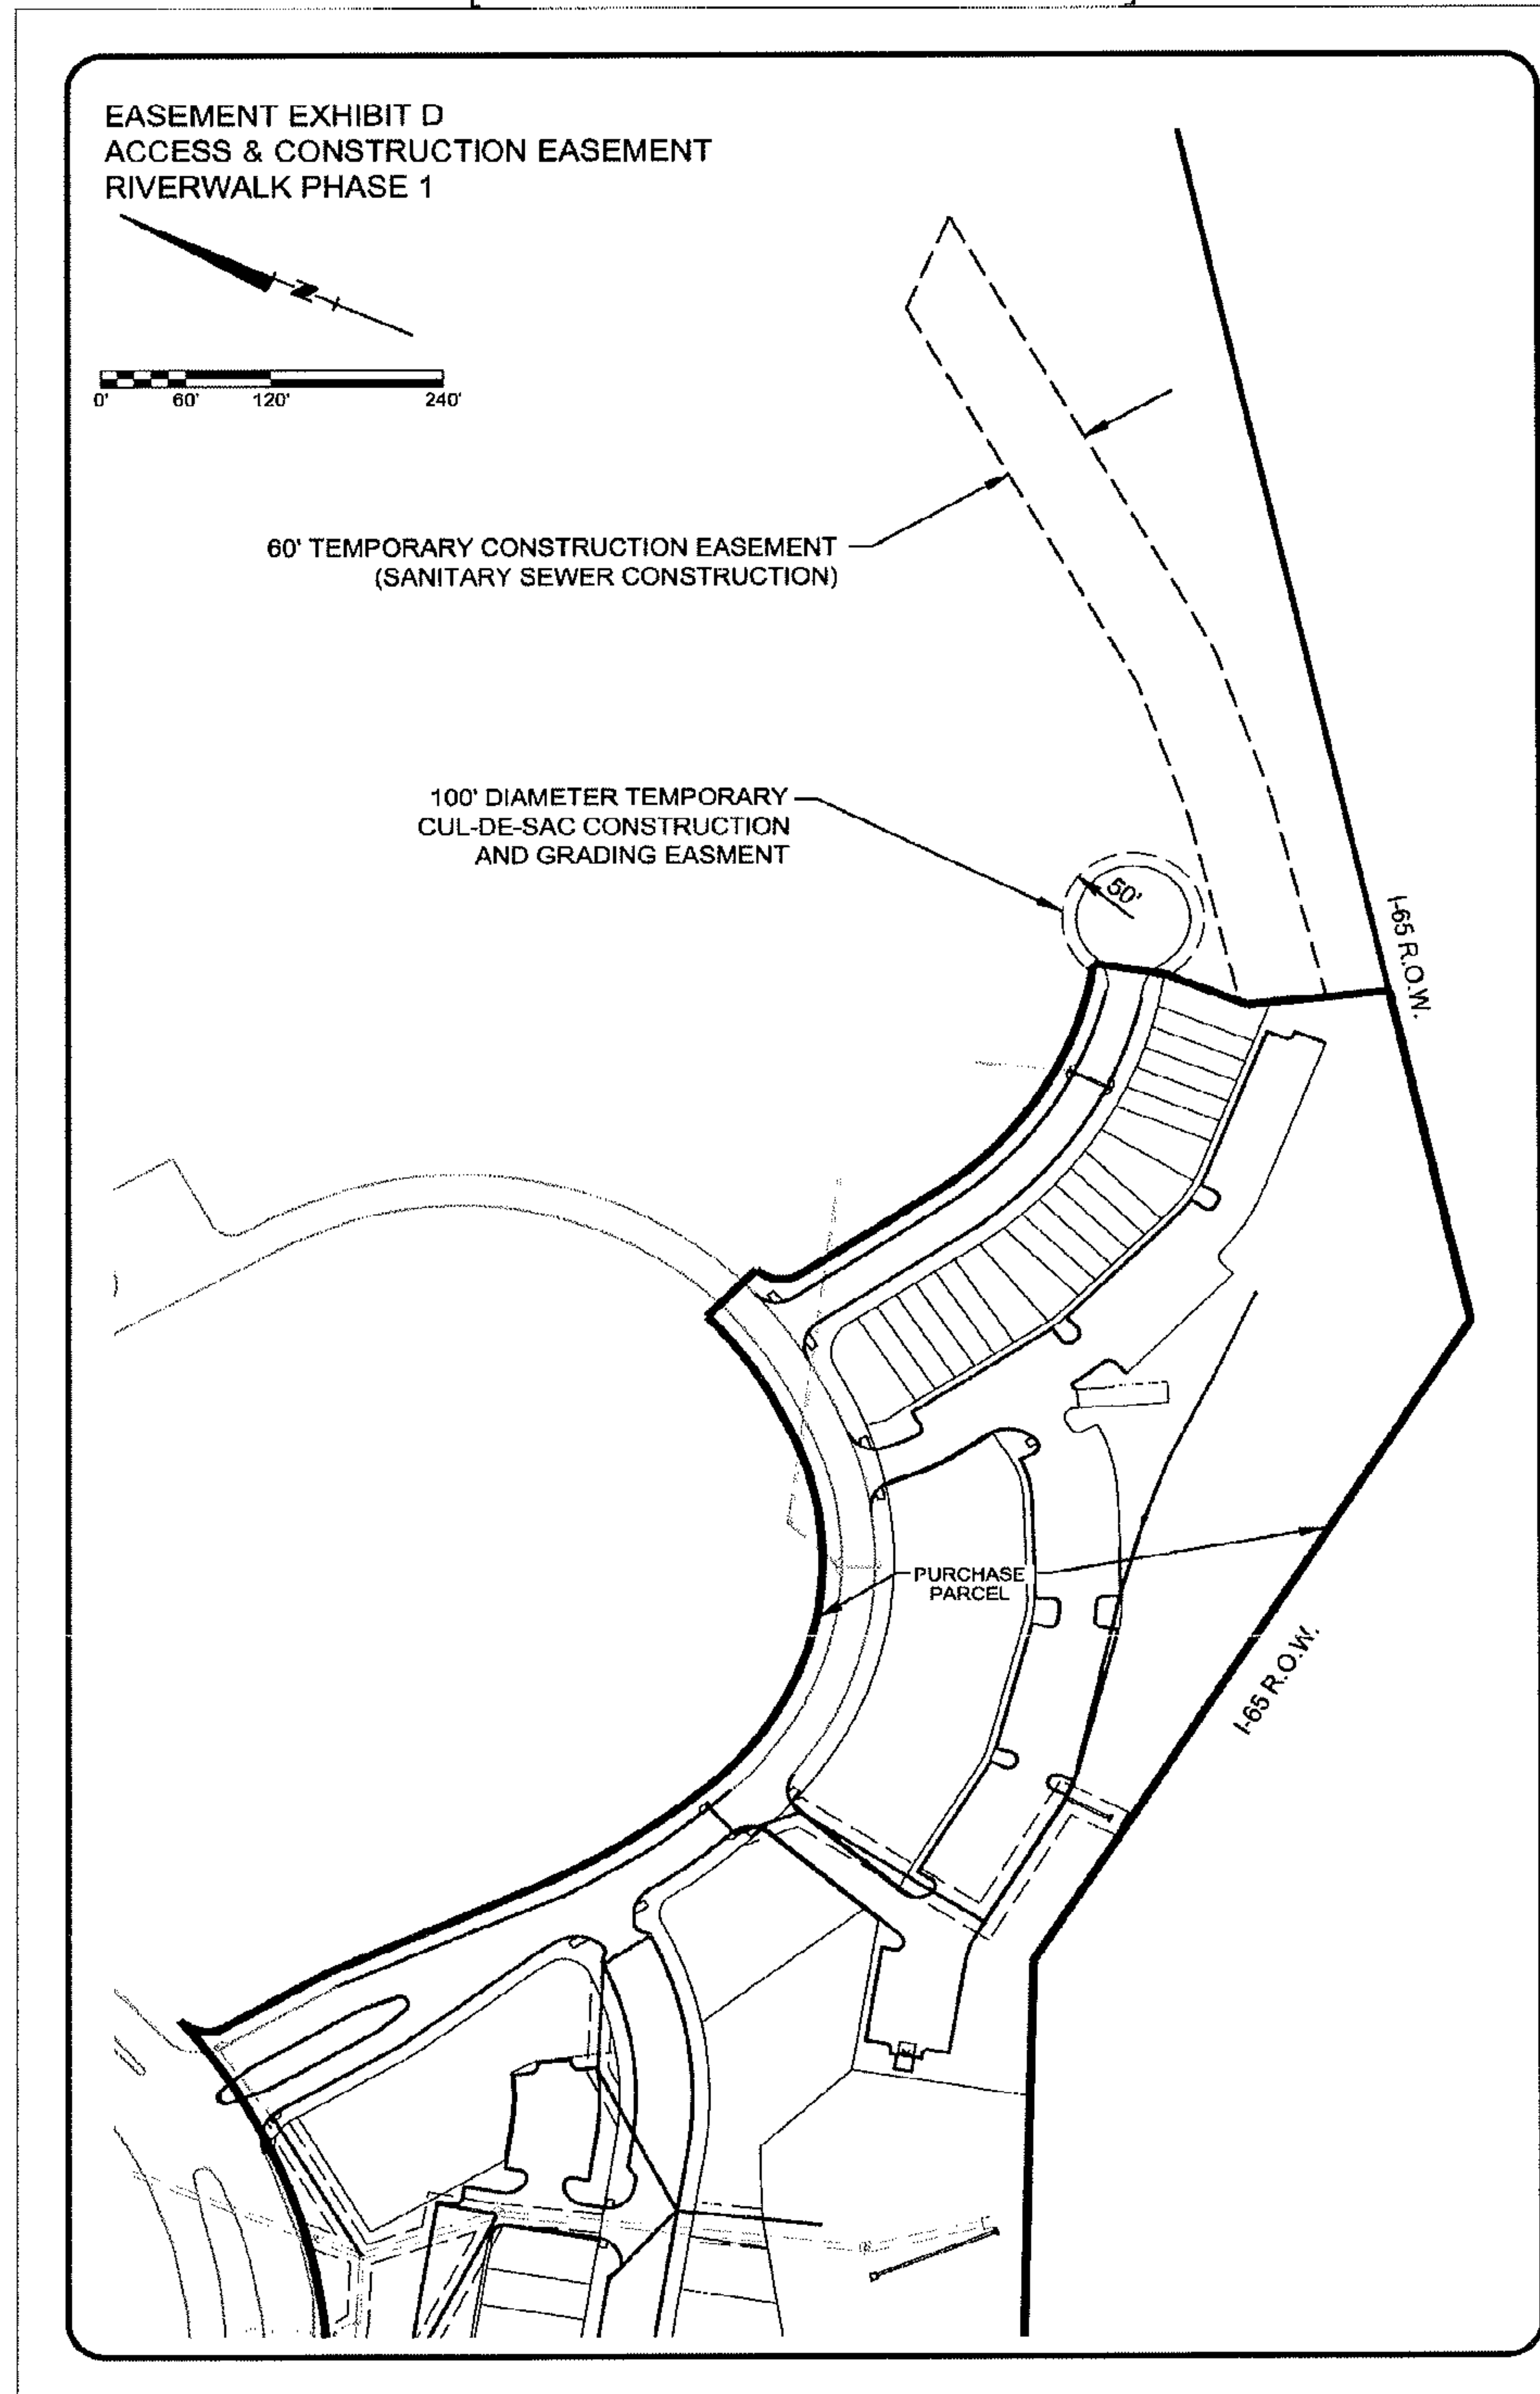 EASEMENT EXHIBIT D
ACCESS & CONSTRUCTION EASEMENT
RIVERWALK PHASE 1
N
0' 60' 120' 240'
60' TEMPORARY CONSTRUCTION EASEMENT
(SANITARY SEWER CONSTRUCTION)
100' DIAMETER TEMPORARY
CUL-DE-SAC CONSTRUCTION
AND GRADING EASMENT
50'
I-65 R.O.W.
PURCHASE
PARCEL
I-65 R.O.W.